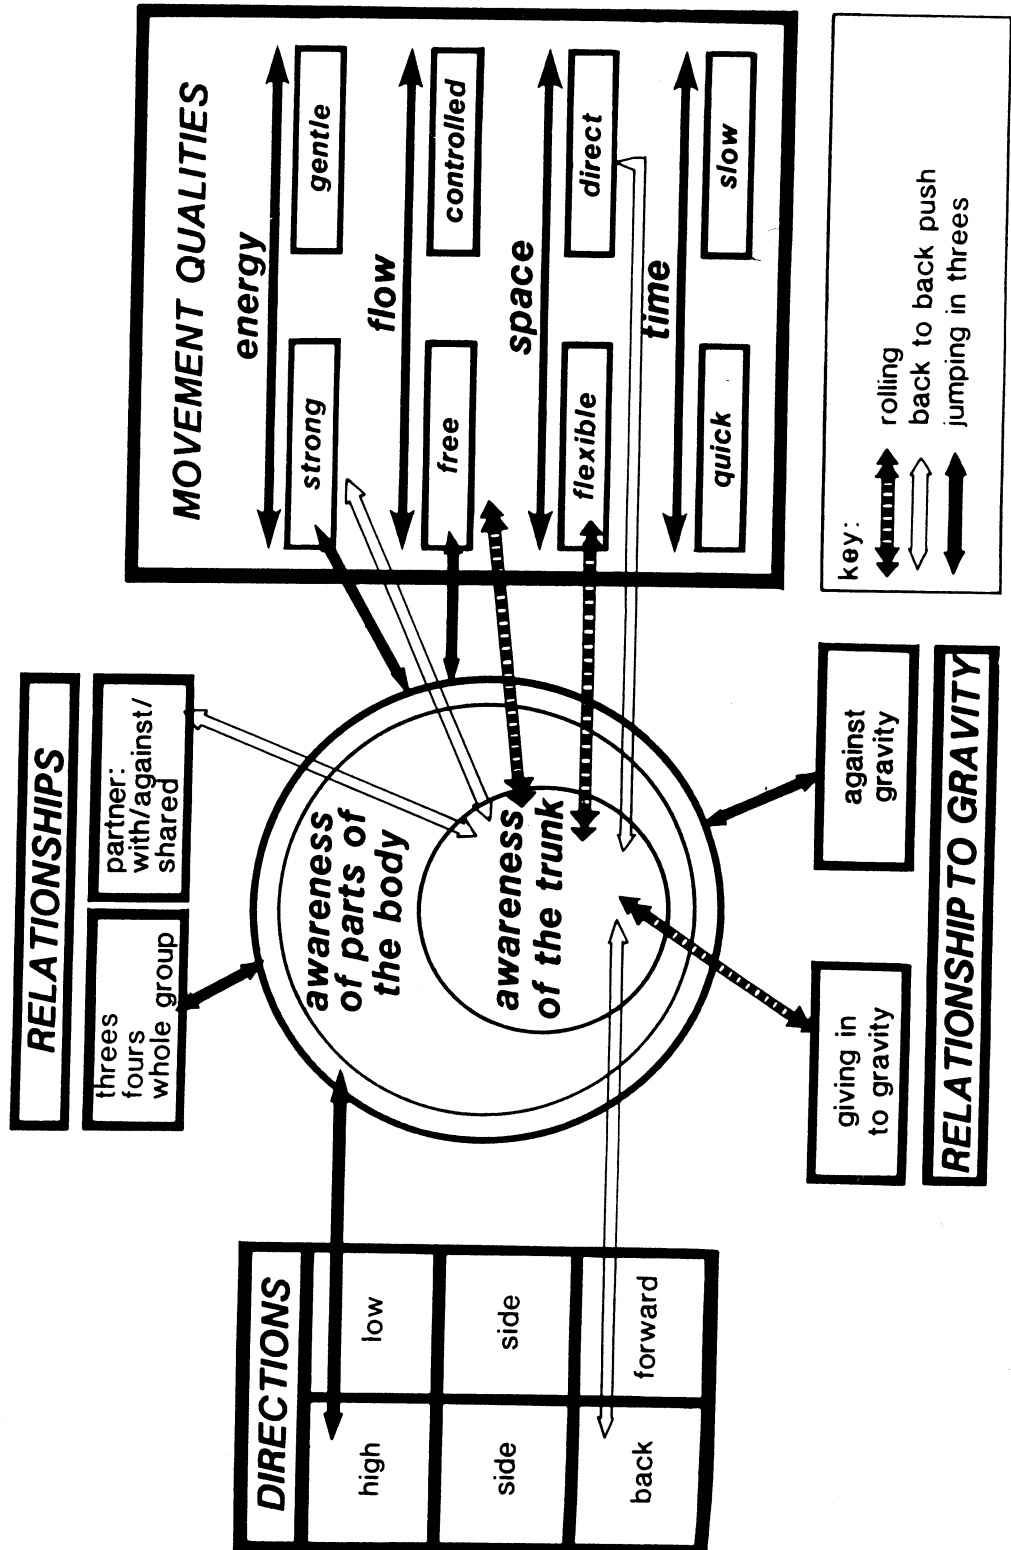 RELATIONSHIPS
threes
fours
whole group
partner:
with/against/
shared
DIRECTIONS
high
low
side
side
back
forward
awareness
of parts of
the body
awareness
of the trunk
MOVEMENT QUALITIES
energy
strong
gentle
flow
free
controlled
space
flexible
direct
time
quick
slow
giving in
to gravity
against
gravity
RELATIONSHIP TO GRAVITY
key:
rolling
back to back push
jumping in threes